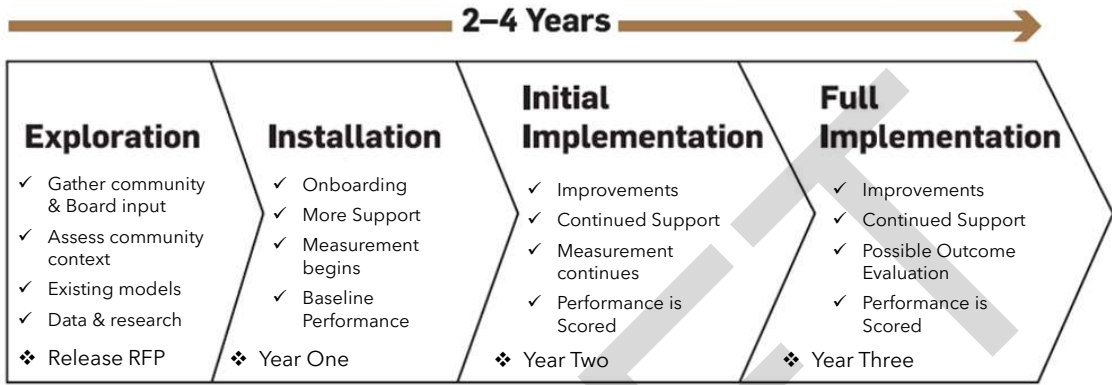 2–4 Years
Exploration
✓ Gather community
& Board input
✓ Assess community
context
✓ Existing models
✓ Data & research
❖ Release RFP
Installation
✓ Onboarding
✓ More Support
✓ Measurement
begins
✓ Baseline
Performance
❖ Year One
Initial
Implementation
✓ Improvements
✓ Continued Support
✓ Measurement
continues
✓ Performance is
Scored
❖ Year Two
Full
Implementation
✓ Improvements
✓ Continued Support
✓ Possible Outcome
Evaluation
✓ Performance is
Scored
❖ Year Three